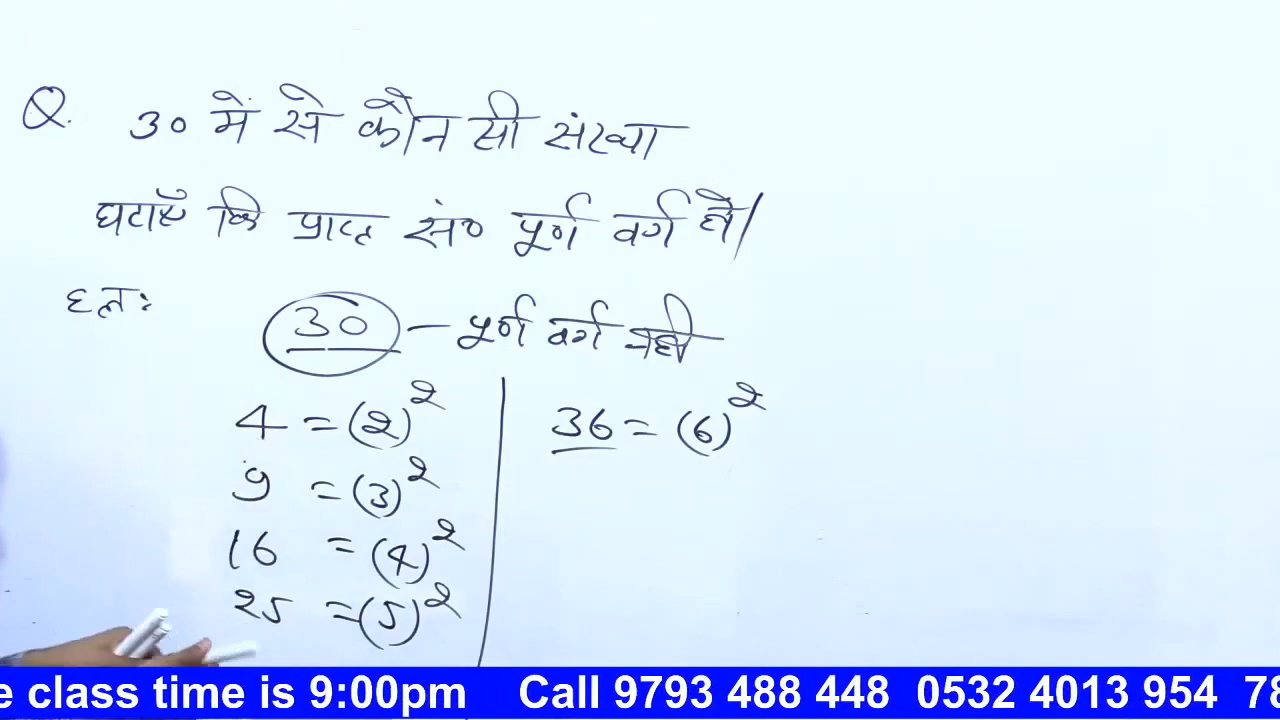 Q. 30 में से कौन सी संख्या
घटाएँ कि प्राप्त सं० पूर्ण वर्ग हो।
हलः
30 — पूर्ण वर्ग नही
4 = (2)²
36 = (6)²
9 = (3)²
16 = (4)²
25 = (5)²
e class time is 9:00pm Call 9793 488 448 0532 4013 954 78